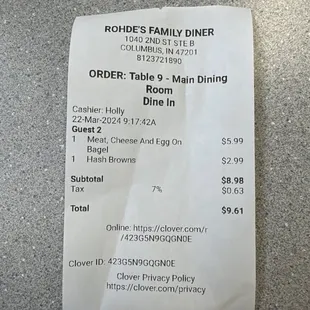 ROHDE'S FAMILY DINER
1040 2ND ST STE B
COLUMBUS, IN 47201
8123721890
ORDER: Table 9 - Main Dining
Room
Dine In
Cashier: Holly
22-Mar-2024 9:17:42A
Guest 2
1 Meat, Cheese And Egg On $5.99
Bagel
1 Hash Browns $2.99
Subtotal $8.98
Tax 7% $0.63
Total $9.61
Online: https://clover.com/r
/423G5N9GQGN0E
Clover ID: 423G5N9GQGN0E
Clover Privacy Policy
https://clover.com/privacy